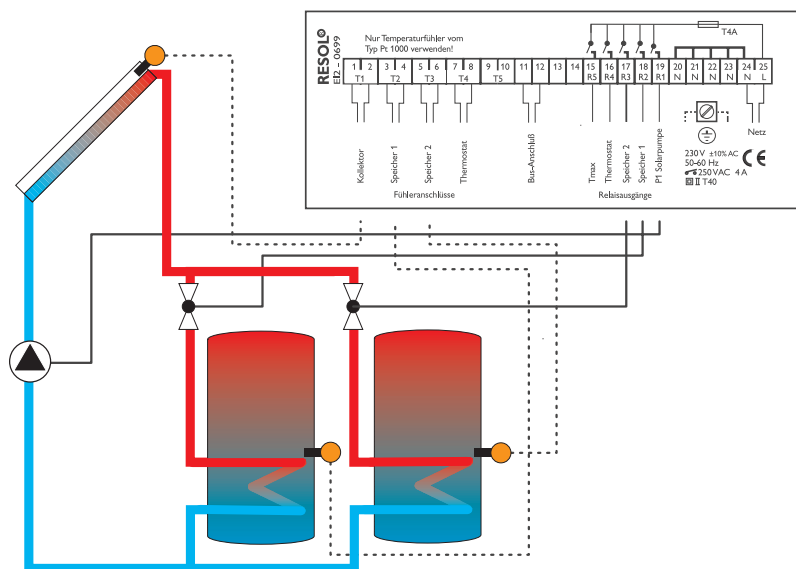 RESOL®
EI2 – 0699
Nur Temperaturfühler vom
Typ Pt 1000 verwenden!
T4A
1 2 3 4 5 6 7 8 9 10 11 12 13 14 15 16 17 18 19 20 21 22 23 24 25
T1 T2 T3 T4 T5 R5 R4 R3 R2 R1 N N N N N L
Kollektor
Speicher 1
Speicher 2
Thermostat
Bus-Anschluß
Tmax
Thermostat
Speicher 2
Speicher 1
P1 Solarpumpe
Netz
230 V ±10% AC
50-60 Hz
250 VAC 4 A
II T40
CE
Fühleranschlüsse
Relaisausgänge